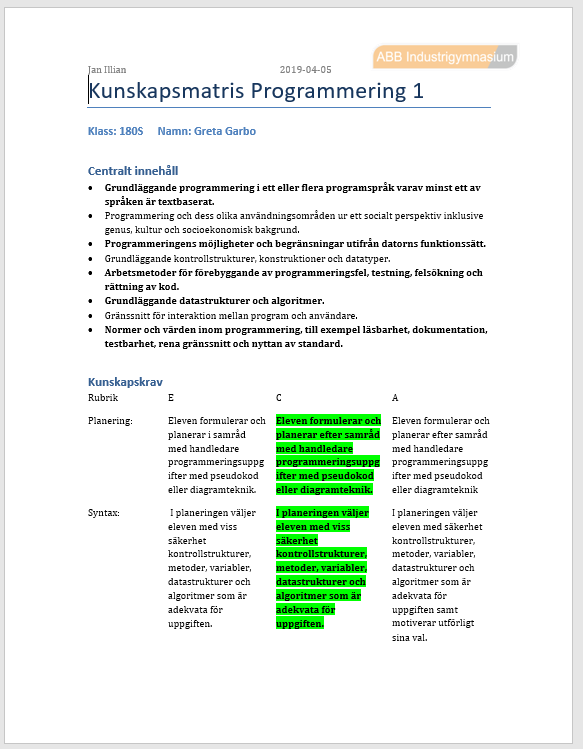 ABB Industrigymnasium
Jan Illian 2019-04-05
Kunskapsmatris Programmering 1
Klass: 180S Namn: Greta Garbo
Centralt innehåll
• Grundläggande programmering i ett eller flera programspråk varav minst ett av
språken är textbaserat.
• Programmering och dess olika användningsområden ur ett socialt perspektiv inklusive
genus, kultur och socioekonomisk bakgrund.
• Programmeringens möjligheter och begränsningar utifrån datorns funktionssätt.
• Grundläggande kontrollstrukturer, konstruktioner och datatyper.
• Arbetsmetoder för förebyggande av programmeringsfel, testning, felsökning och
rättning av kod.
• Grundläggande datastrukturer och algoritmer.
• Gränssnitt för interaktion mellan program och användare.
• Normer och värden inom programmering, till exempel läsbarhet, dokumentation,
testbarhet, rena gränssnitt och nyttan av standard.
Kunskapskrav
Rubrik E C A
Planering:
Eleven formulerar och
planerar i samråd
med handledare
programmeringsuppg
ifter med pseudokod
eller diagramteknik.
Eleven formulerar och
planerar efter samråd
med handledare
programmeringsuppg
ifter med pseudokod
eller diagramteknik.
Eleven formulerar och
planerar efter samråd
med handledare
programmeringsuppg
ifter med pseudokod
eller diagramteknik
Syntax:
I planeringen väljer
eleven med viss
säkerhet
kontrollstrukturer,
metoder, variabler,
datastrukturer och
algoritmer som är
adekvata för
uppgiften.
I planeringen väljer
eleven med viss
säkerhet
kontrollstrukturer,
metoder, variabler,
datastrukturer och
algoritmer som är
adekvata för
uppgiften.
I planeringen väljer
eleven med säkerhet
kontrollstrukturer,
metoder, variabler,
datastrukturer och
algoritmer som är
adekvata för
uppgiften samt
motiverar utförligt
sina val.